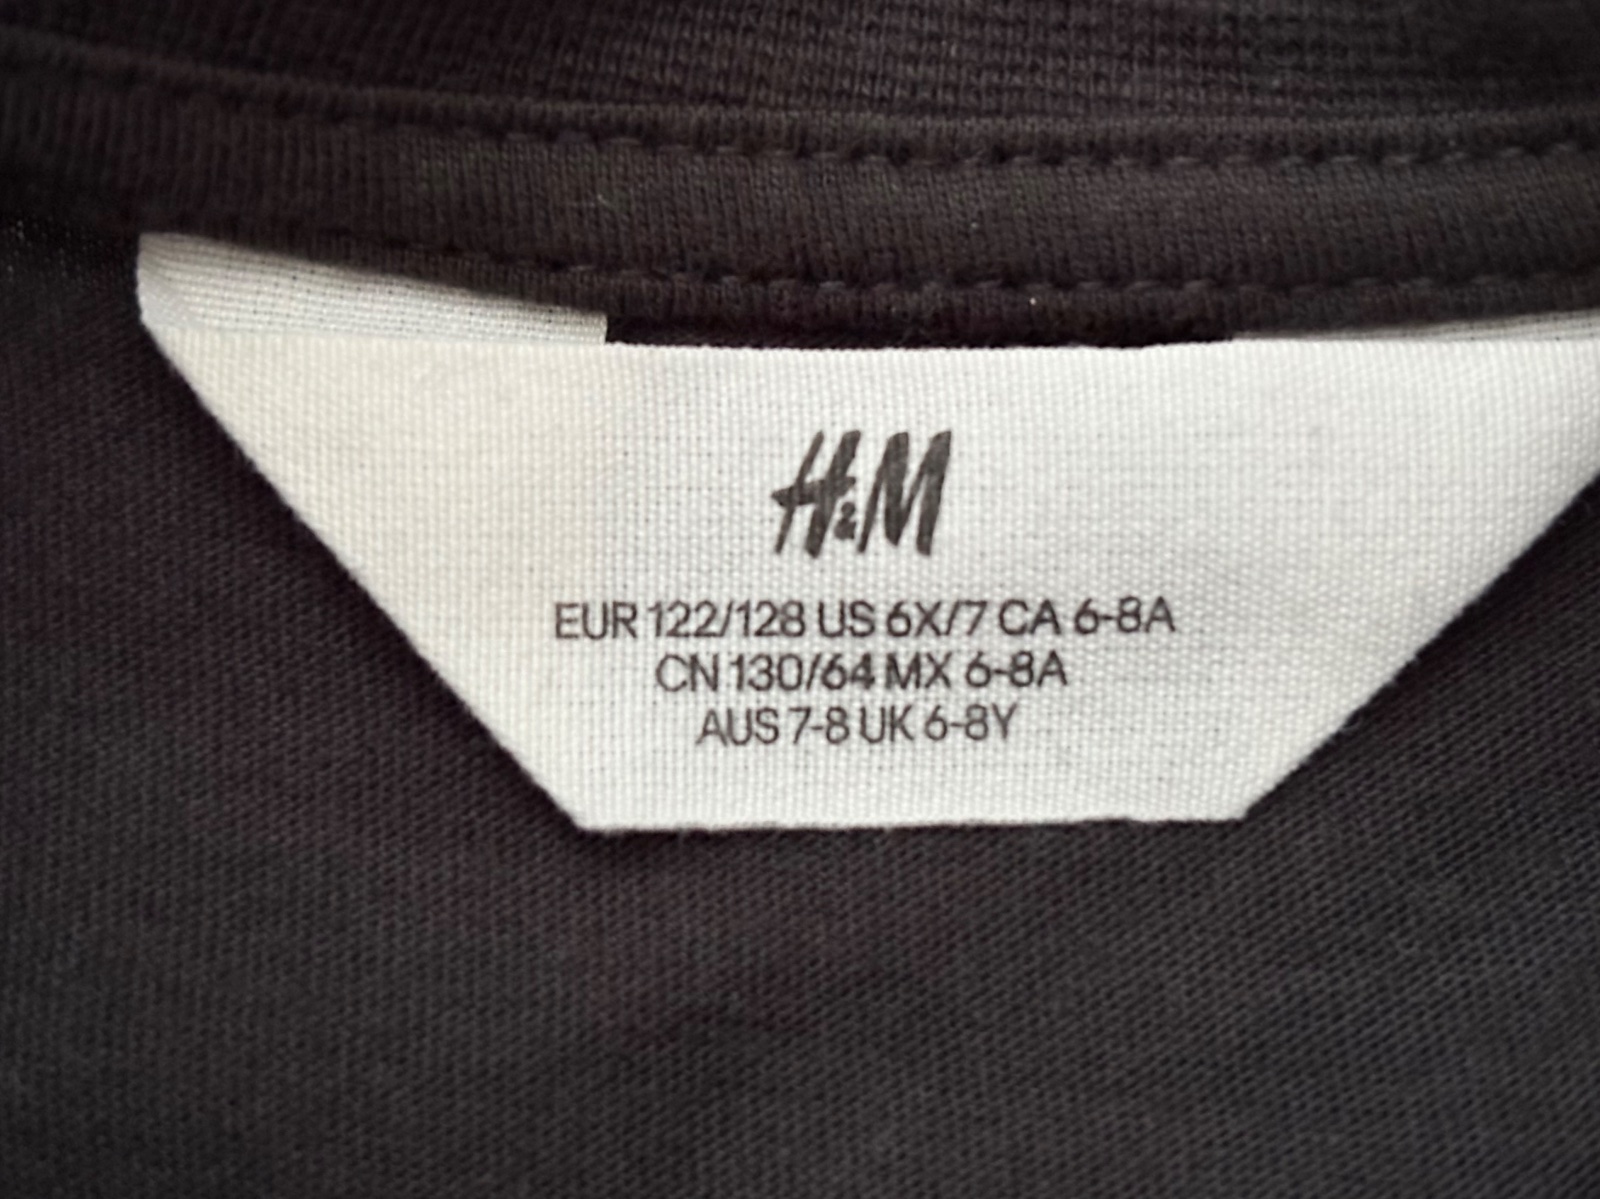 H&M
EUR 122/128 US 6X/7 CA 6-8A
CN 130/64 MX 6-8A
AUS 7-8 UK 6-8Y